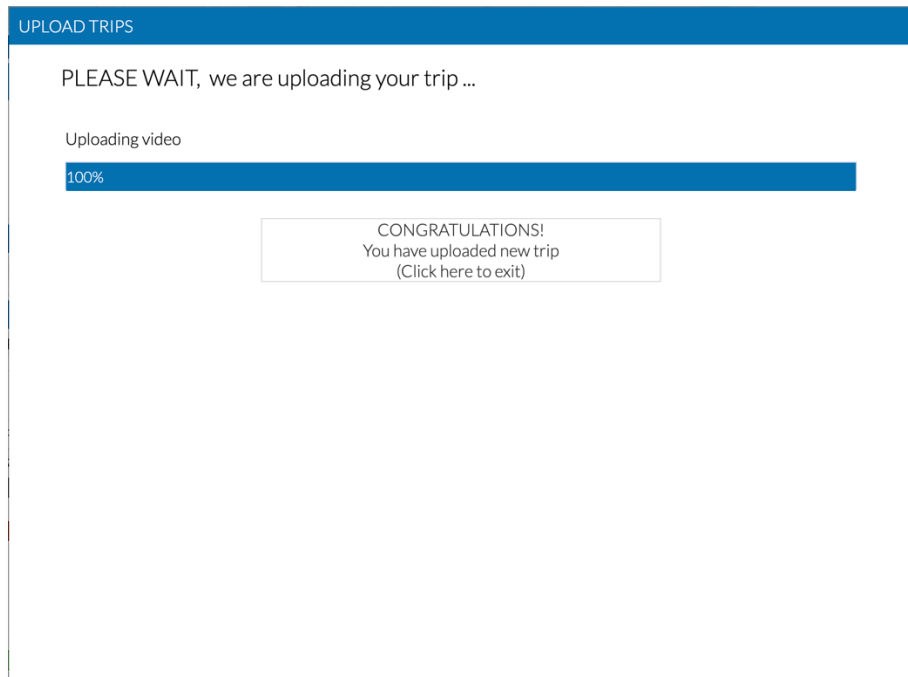 UPLOAD TRIPS
PLEASE WAIT, we are uploading your trip ...
Uploading video
100%
CONGRATULATIONS!
You have uploaded new trip
(Click here to exit)